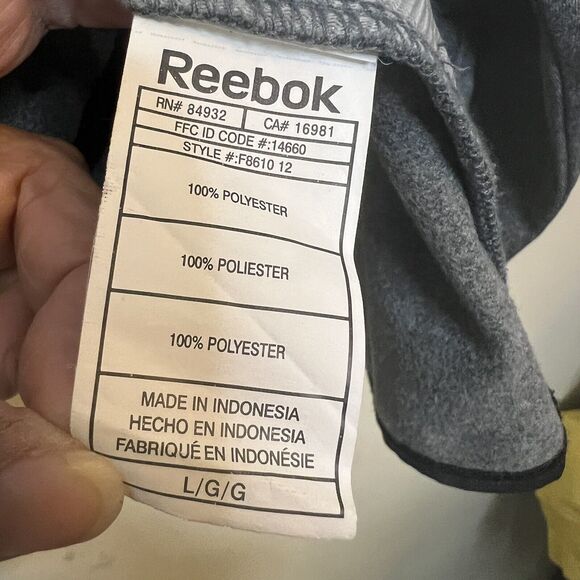 Reebok
RN# 84932 CA# 16981
FFC ID CODE #:14660
STYLE #:F8610 12
100% POLYESTER
100% POLIESTER
100% POLYESTER
MADE IN INDONESIA
HECHO EN INDONESIA
FABRIQUÉ EN INDONÉSIE
L/G/G